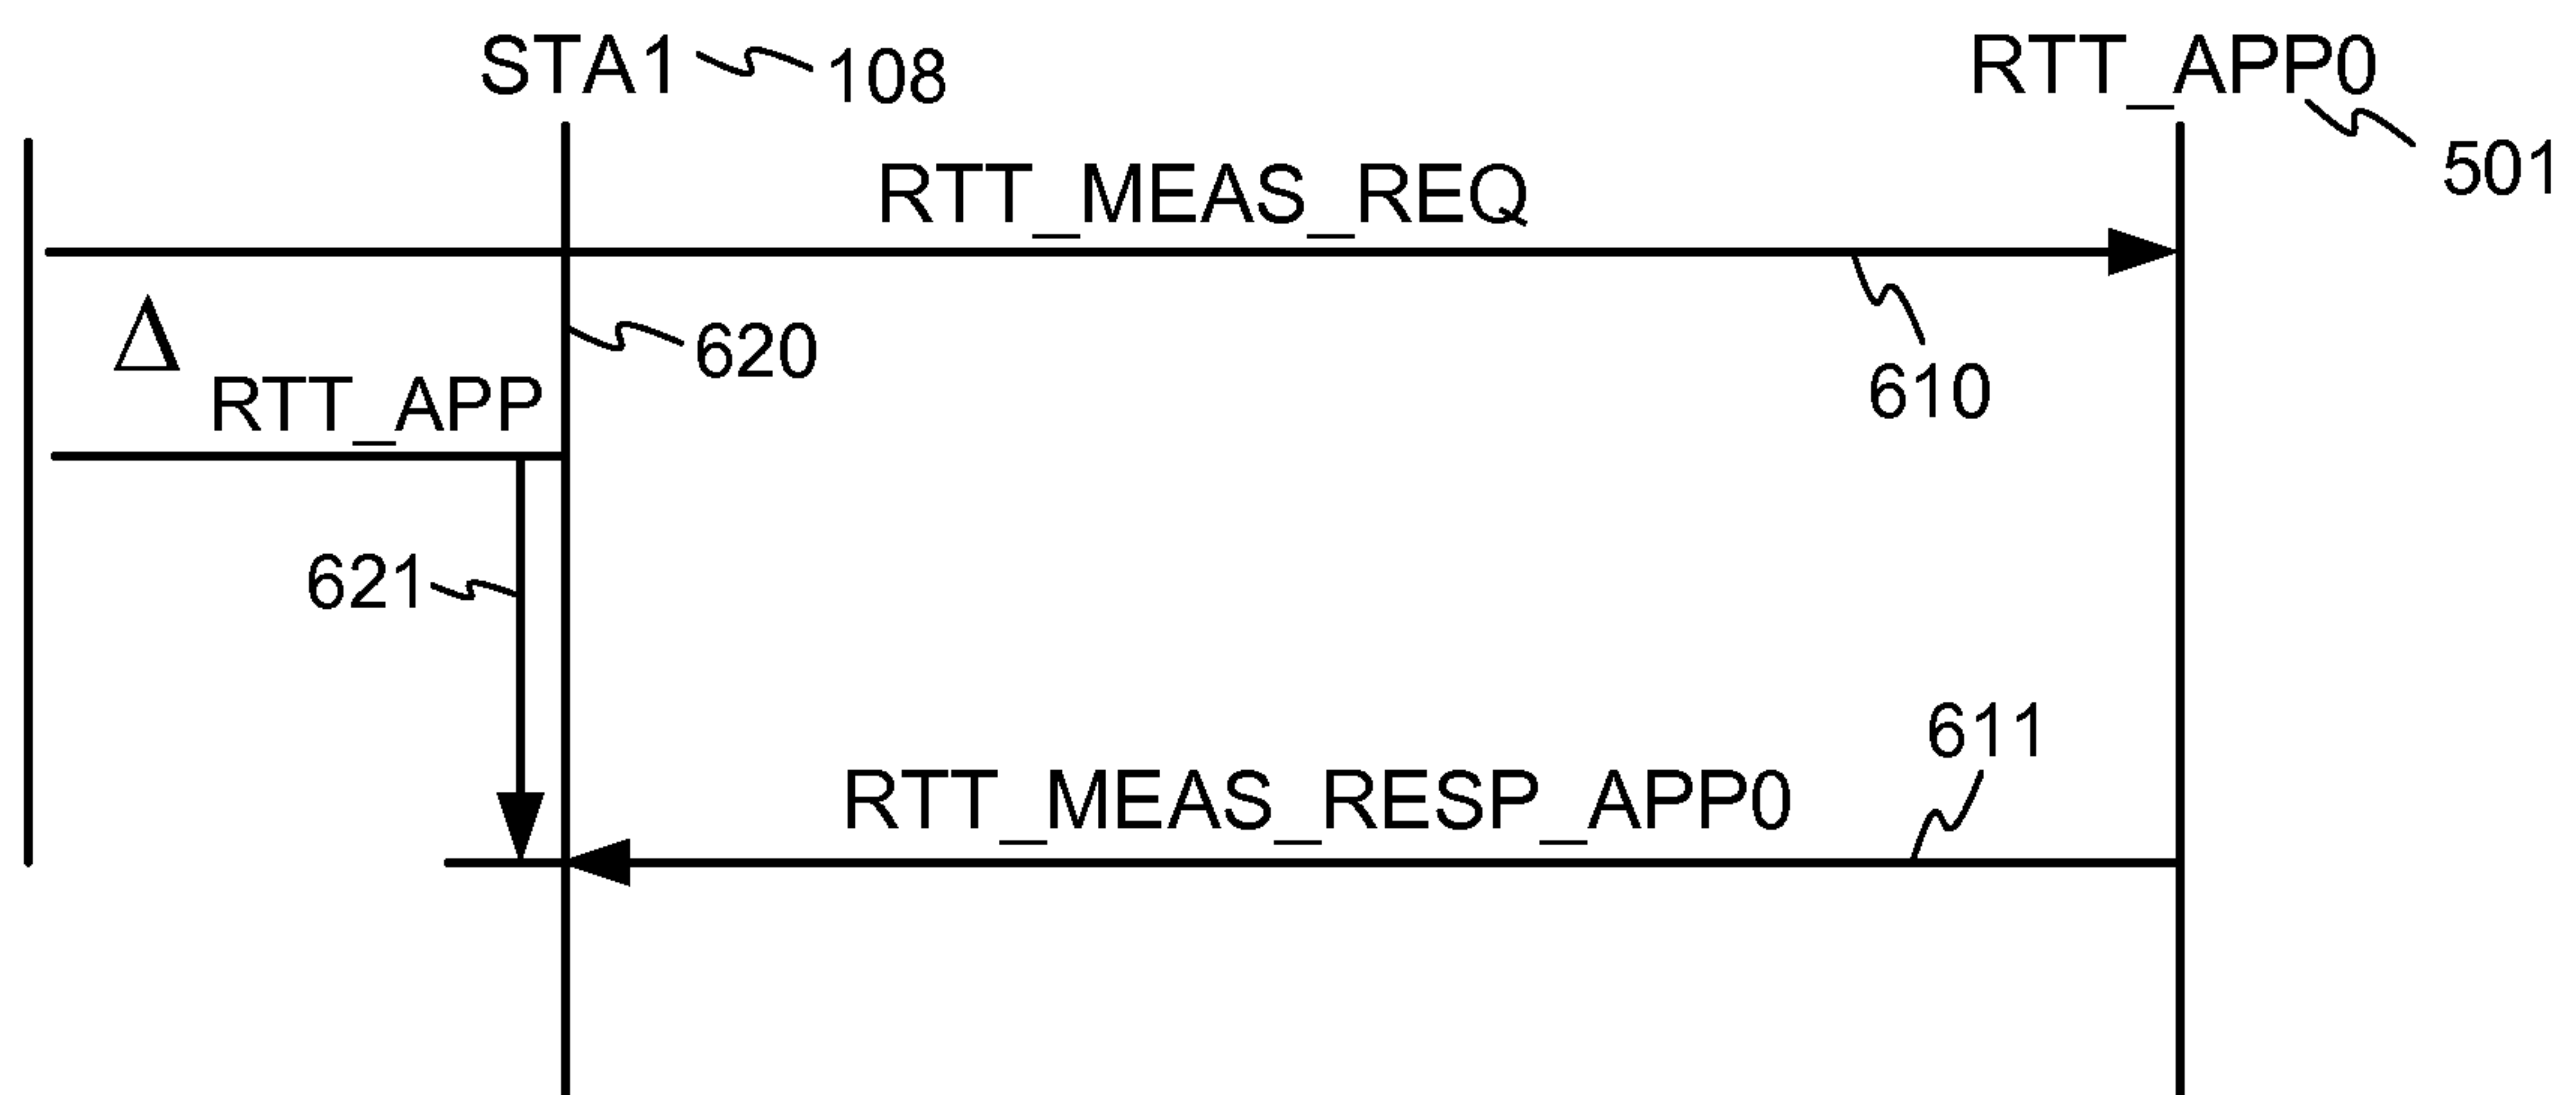 STA1 108 RTT_APP0
501
RTT_MEAS_REQ
Δ
620
RTT_APP
610
621
611
RTT_MEAS_RESP_APP0